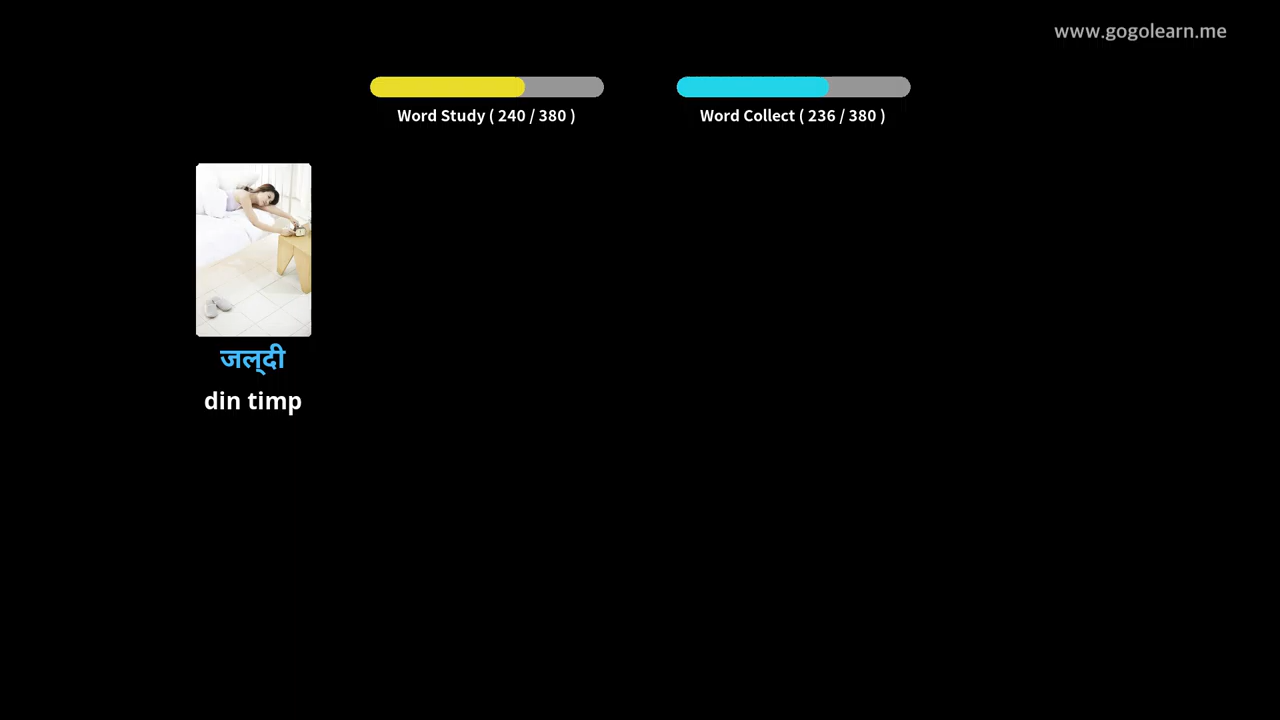 www.gogolearn.me
Word Study ( 240 / 380 )
Word Collect ( 236 / 380 )
जल्‌दी
din timp